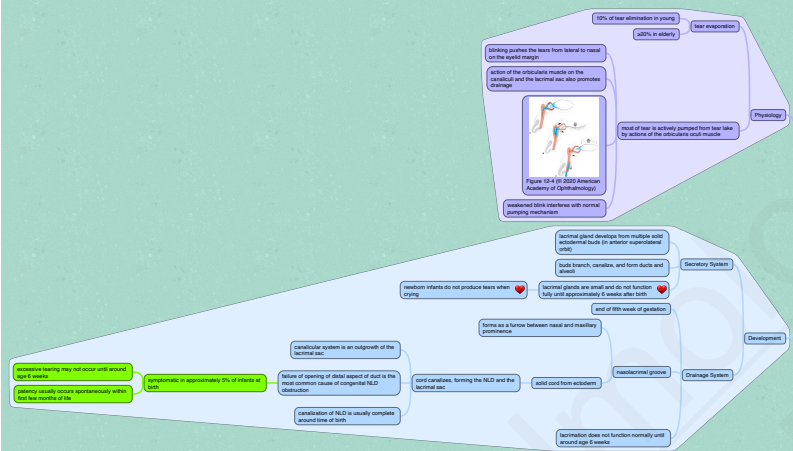 10% of tear elimination in young
≥20% in elderly
tear evaporation
blinking pushes the tears from lateral to nasal
on the eyelid margin
action of the orbicularis muscle on the
canaliculi and the lacrimal sac also promotes
drainage
Figure 12-4 (© 2020 American
Academy of Ophthalmology)
weakened blink interferes with normal
pumping mechanism
most of tear is actively pumped from tear lake
by actions of the orbicularis oculi muscle
Physiology
lacrimal gland develops from multiple solid
ectodermal buds (in anterior superolateral
orbit)
buds branch, canalize, and form ducts and
alveoli
newborn infants do not produce tears when
crying
lacrimal glands are small and do not function
fully until approximately 6 weeks after birth
Secretory System
end of fifth week of gestation
forms as a furrow between nasal and maxillary
prominence
canalicular system is an outgrowth of the
lacrimal sac
excessive tearing may not occur until around
age 6 weeks
patency usually occurs spontaneously within
first few months of life
symptomatic in approximately 5% of infants at
birth
failure of opening of distal aspect of duct is the
most common cause of congenital NLD
obstruction
canalization of NLD is usually complete
around time of birth
cord canalizes, forming the NLD and the
lacrimal sac
solid cord from ectoderm
nasolacrimal groove
lacrimation does not function normally until
around age 6 weeks
Drainage System
Development